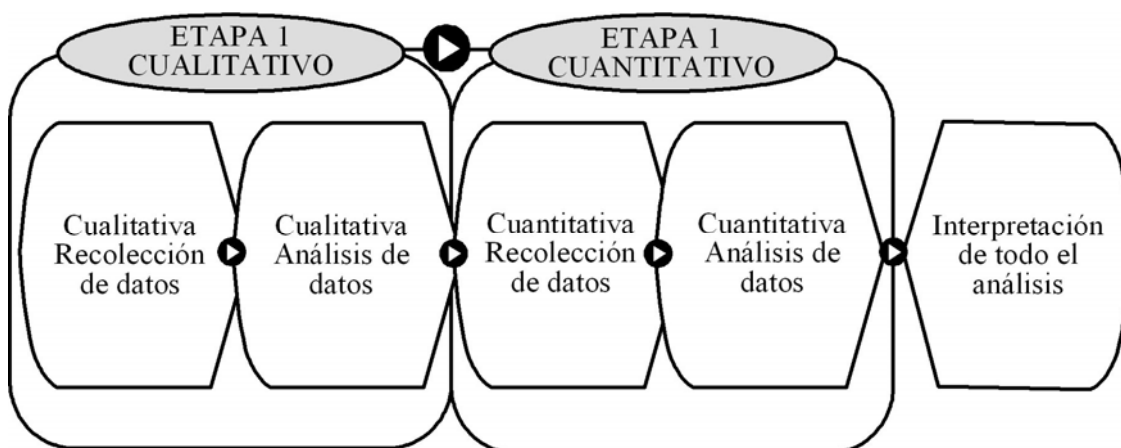 ETAPA 1
CUALITATIVO
ETAPA 1
CUANTITATIVO
Cualitativa
Recolección
de datos
Cualitativa
Análisis de
datos
Cuantitativa
Recolección
de datos
Cuantitativa
Análisis de
datos
Interpretación
de todo el
análisis